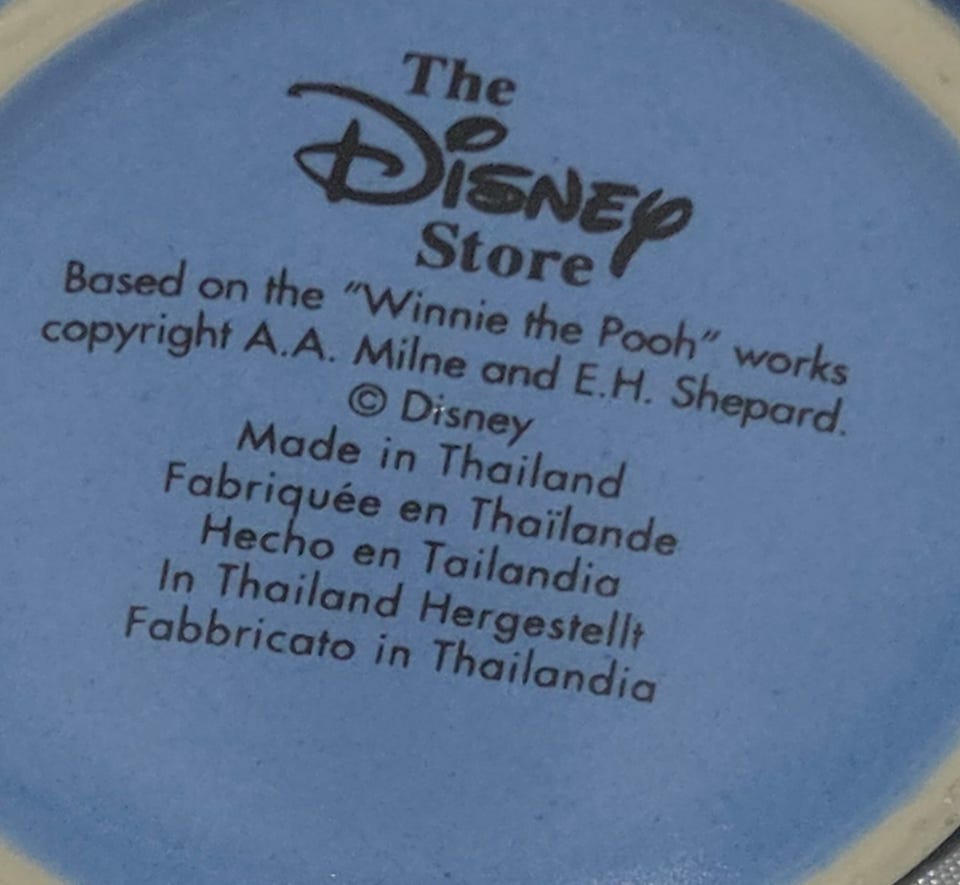 The
Disney
Store
Based on the "Winnie the Pooh" works
copyright A.A. Milne and E.H. Shepard.
© Disney
Made in Thailand
Fabriquée en Thaïlande
Hecho en Tailandia
In Thailand Hergestellt
Fabbricato in Thailandia